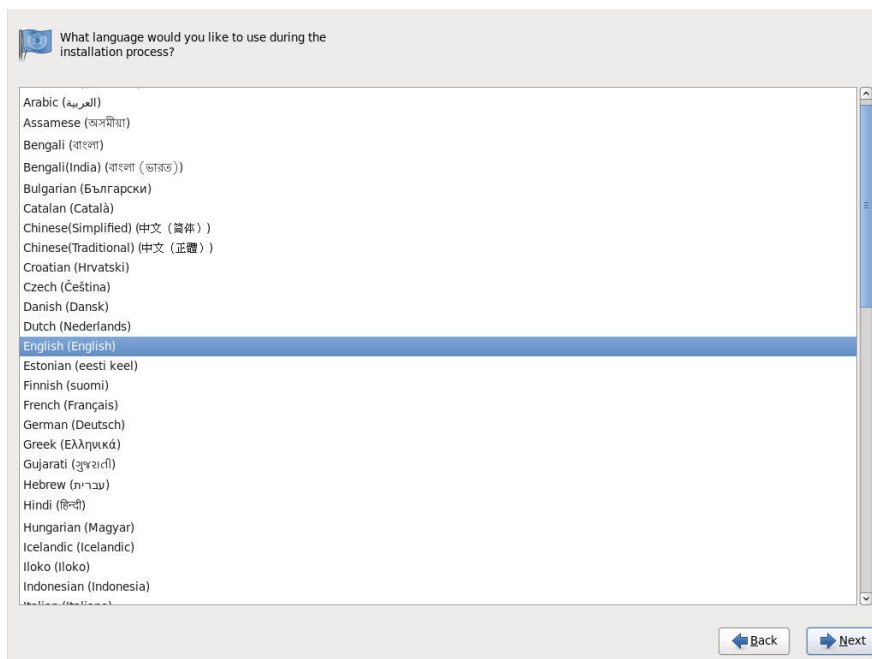 What language would you like to use during the
installation process?
Arabic (العربية)
Assamese (অসমীয়া)
Bengali (বাংলা)
Bengali(India) (বাংলা (ভারত))
Bulgarian (Български)
Catalan (Català)
Chinese(Simplified) (中文（简体）)
Chinese(Traditional) (中文（正體）)
Croatian (Hrvatski)
Czech (Čeština)
Danish (Dansk)
Dutch (Nederlands)
English (English)
Estonian (eesti keel)
Finnish (suomi)
French (Français)
German (Deutsch)
Greek (Ελληνικά)
Gujarati (ગુજરાતી)
Hebrew (עברית)
Hindi (हिन्दी)
Hungarian (Magyar)
Icelandic (Icelandic)
Iloko (Iloko)
Indonesian (Indonesia)
Back
Next